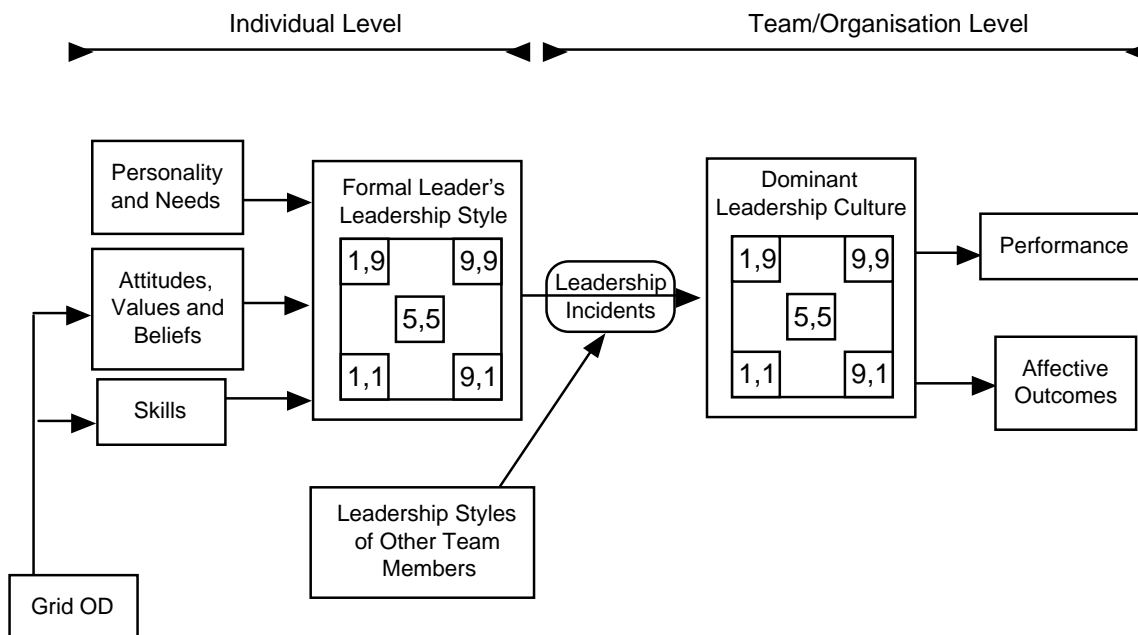 Individual Level
Team/Organisation Level
Personality
and Needs
Attitudes,
Values and
Beliefs
Skills
Grid OD
Formal Leader's
Leadership Style
1,9
9,9
5,5
1,1
9,1
Leadership
Incidents
Leadership Styles
of Other Team
Members
Dominant
Leadership Culture
1,9
9,9
5,5
1,1
9,1
Performance
Affective
Outcomes